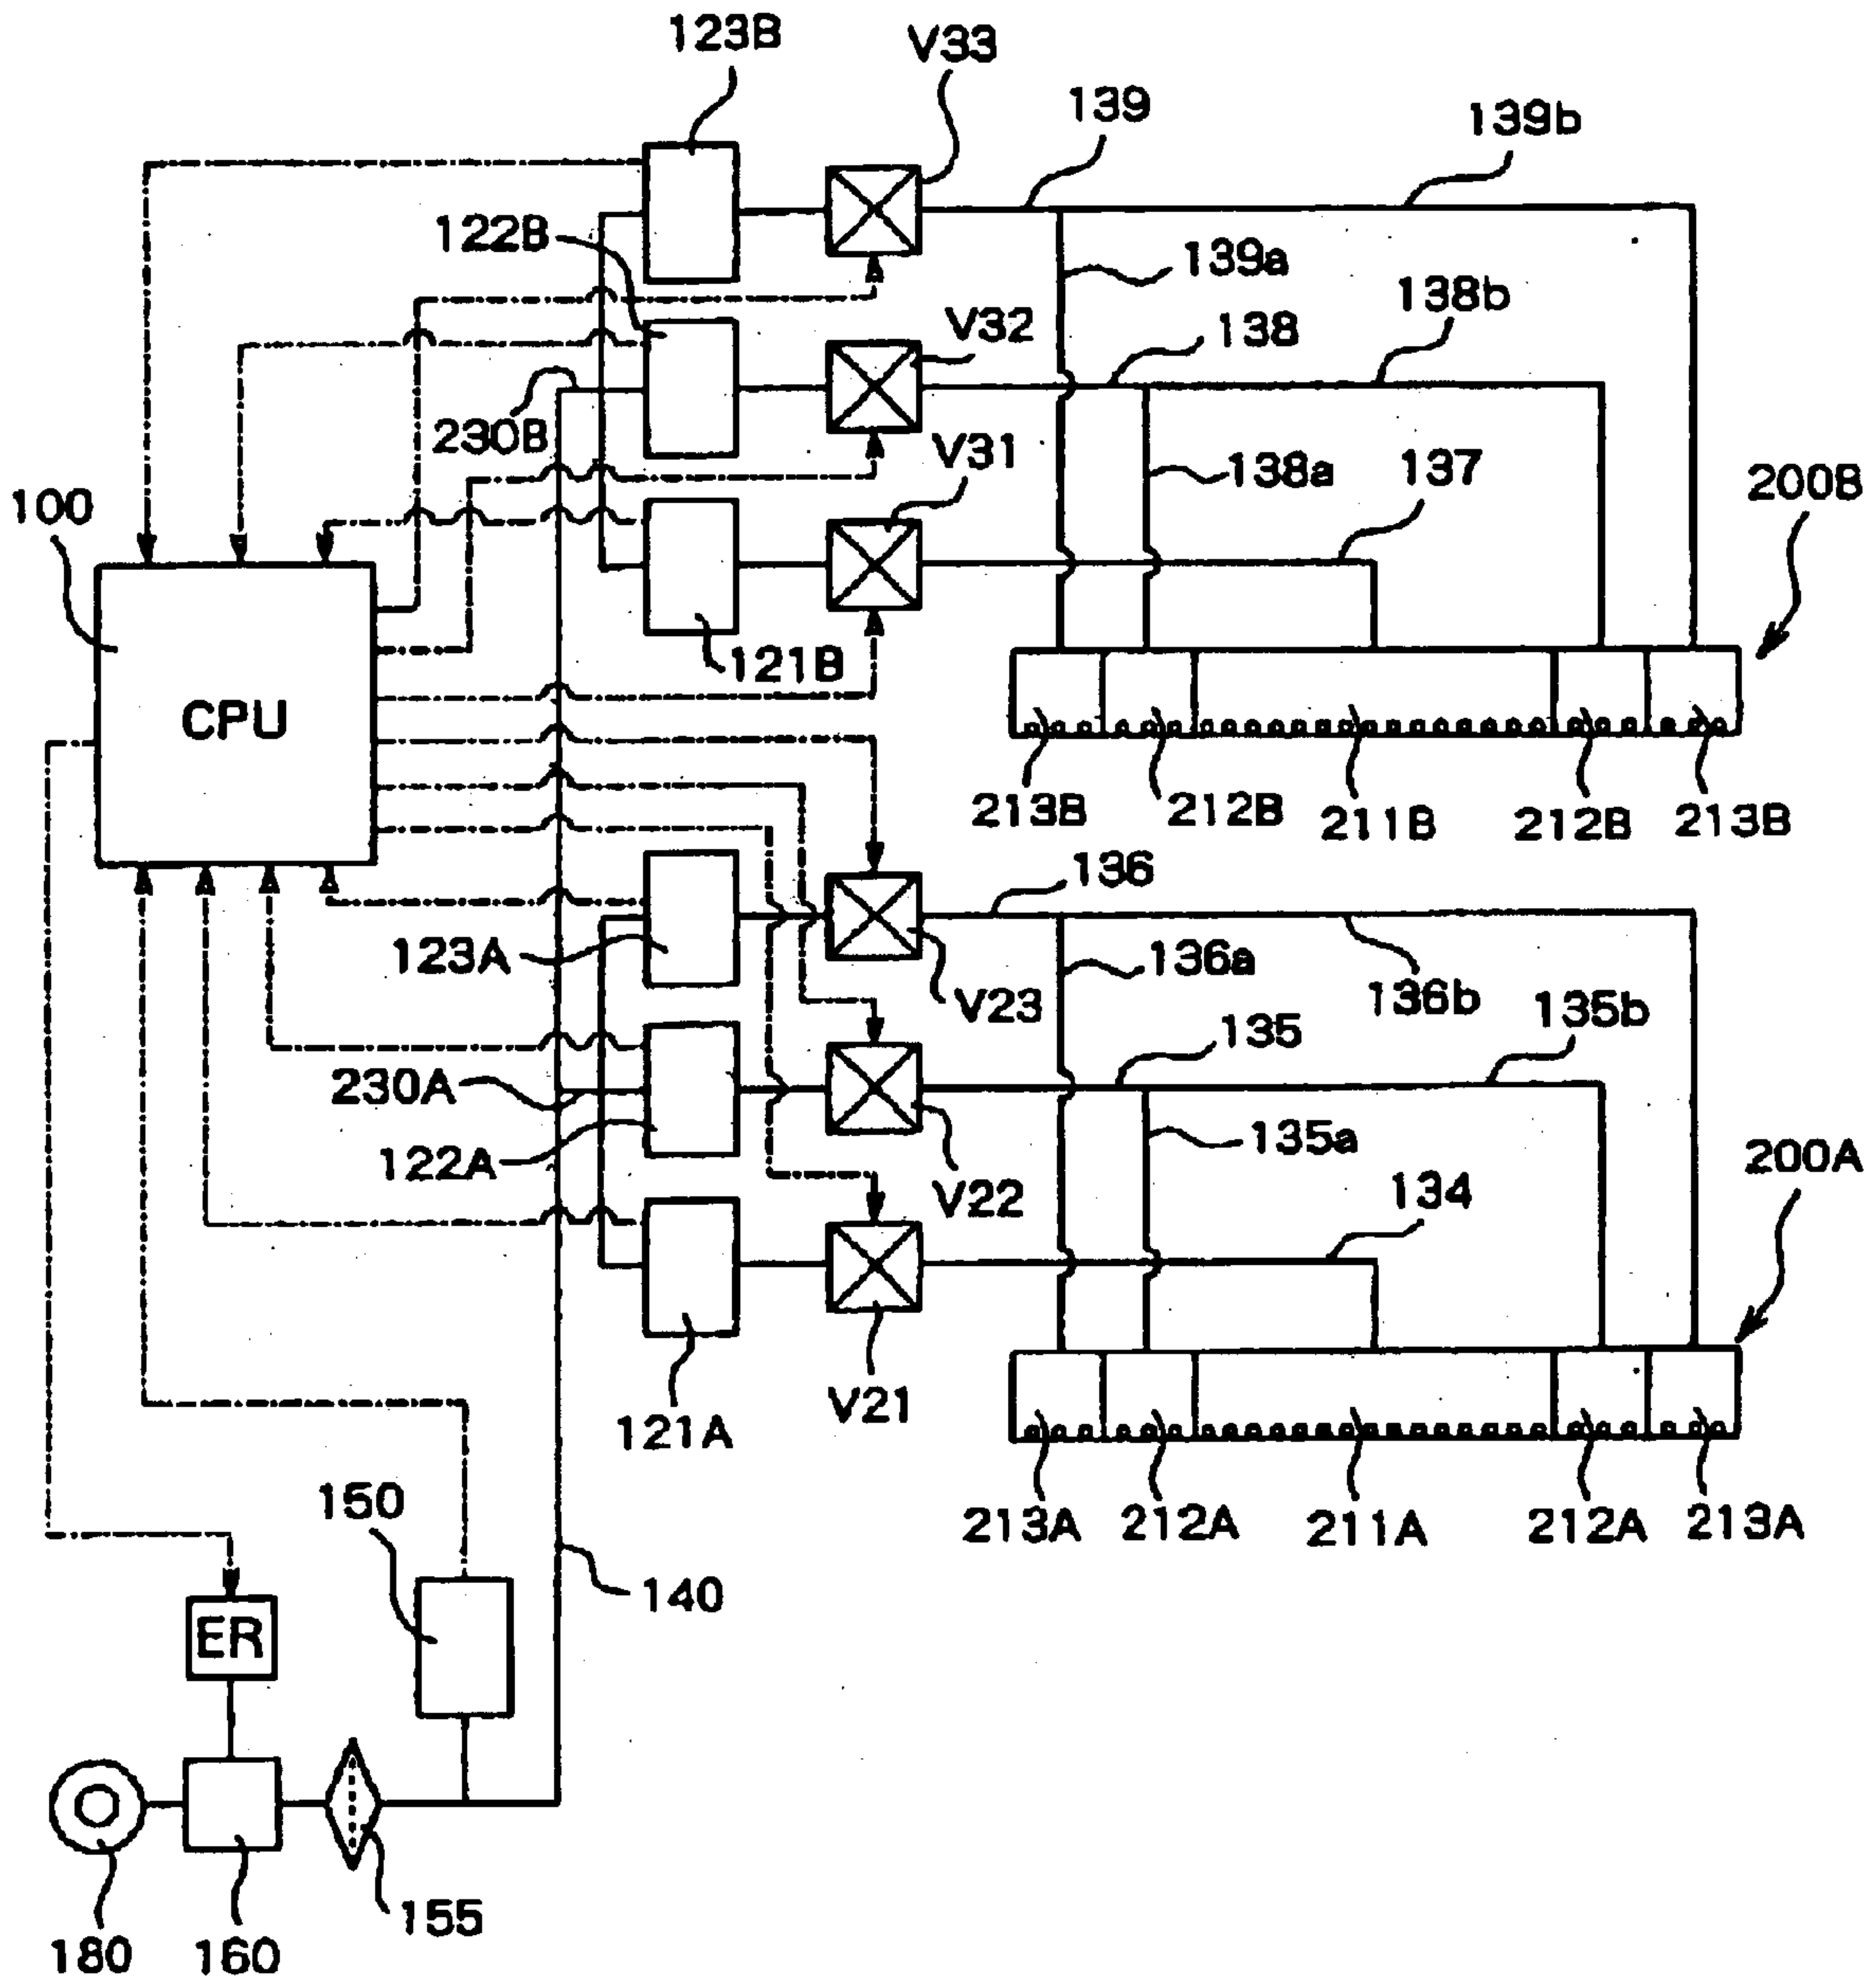 123B
V33
139
139b
122B
139a
138b
V32
138
230B
V31
138a
137
200B
100
121B
CPU
213B
212B
211B
212B
213B
136
123A
136a
V23
136b
135b
135
230A
135a
122A
V22
134
200A
V21
121A
150
213A
212A
211A
212A
213A
140
ER
155
180
160